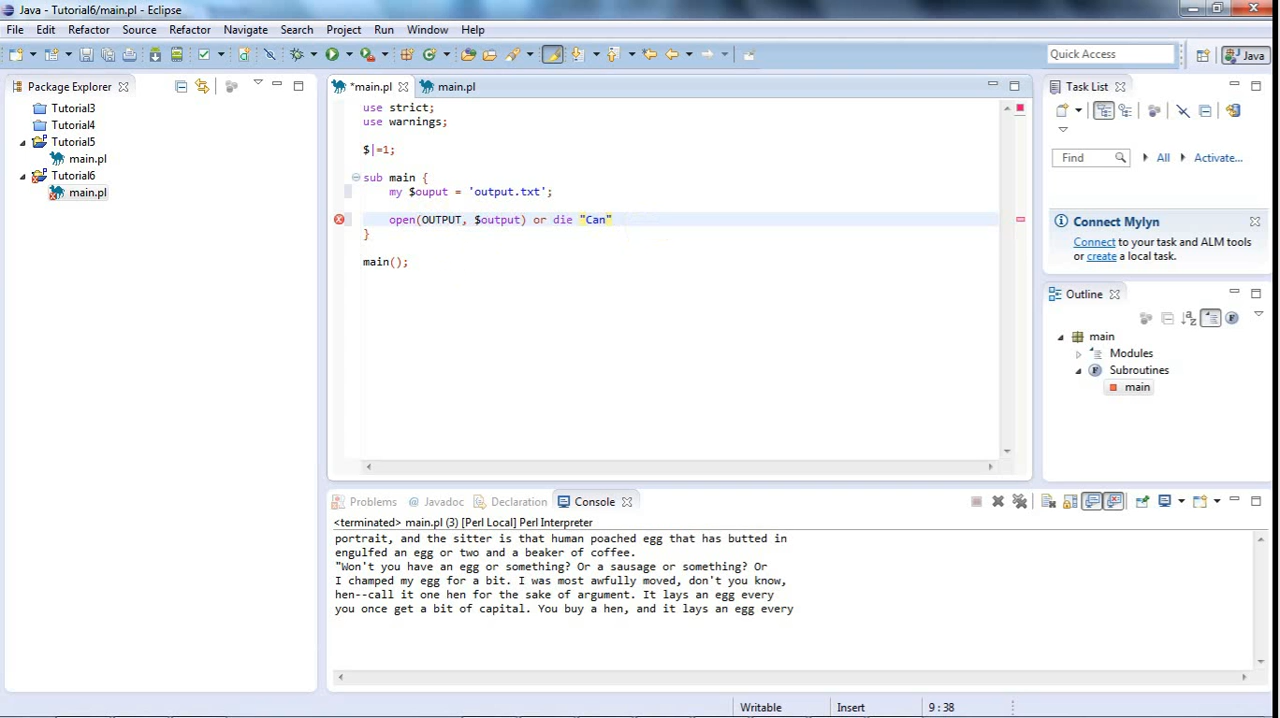 Java - Tutorial6/main.pl - Eclipse
File Edit Refactor Source Refactor Navigate Search Project Run Window Help
Quick Access
Java
Package Explorer
Tutorial3
Tutorial4
Tutorial5
main.pl
Tutorial6
main.pl
*main.pl
main.pl
use strict;
use warnings;
$|=1;
sub main {
my $ouput = 'output.txt';
open(OUTPUT, $output) or die "Can"
}
main();
Task List
Find
All
Activate...
Connect Mylyn
Connect to your task and ALM tools
or create a local task.
Outline
main
Modules
Subroutines
main
Problems @ Javadoc Declaration Console
<terminated> main.pl (3) [Perl Local] Perl Interpreter
portrait, and the sitter is that human poached egg that has butted in
engulfed an egg or two and a beaker of coffee.
"Won't you have an egg or something? Or a sausage or something? Or
I champed my egg for a bit. I was most awfully moved, don't you know,
hen--call it one hen for the sake of argument. It lays an egg every
you once get a bit of capital. You buy a hen, and it lays an egg every
Writable
Insert
9 : 38